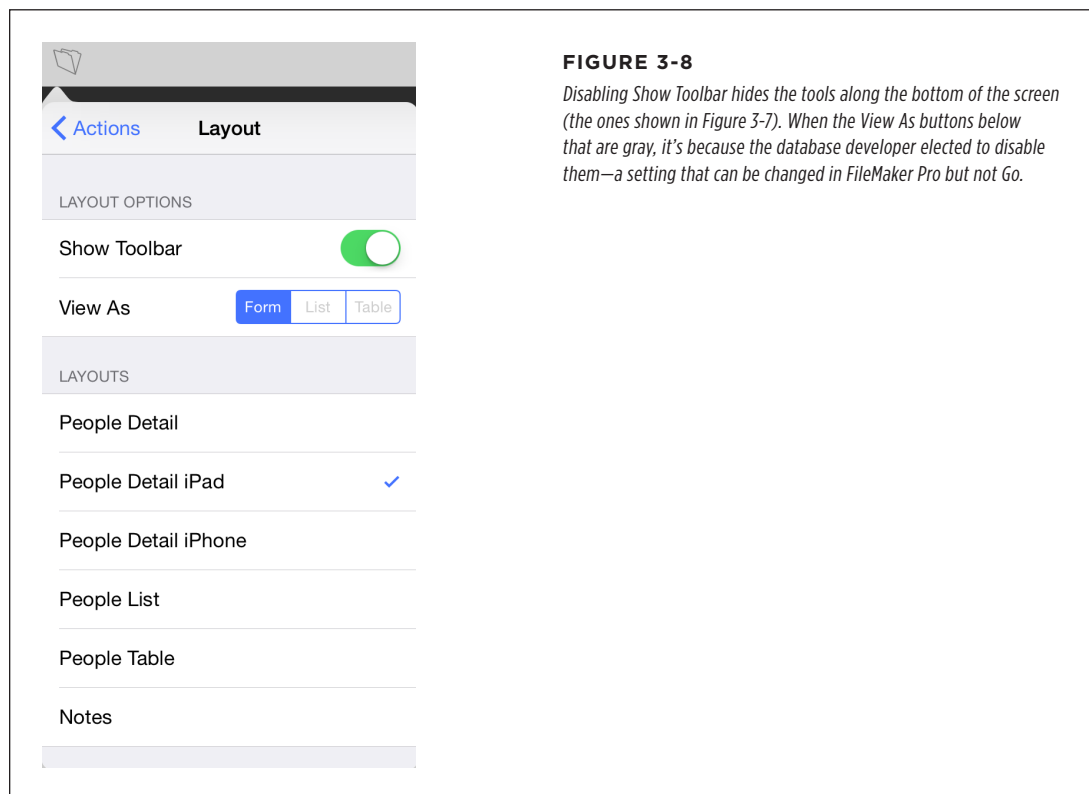 Actions Layout
LAYOUT OPTIONS
Show Toolbar
View As Form List Table
LAYOUTS
People Detail
People Detail iPad
People Detail iPhone
People List
People Table
Notes
FIGURE 3-8
Disabling Show Toolbar hides the tools along the bottom of the screen
(the ones shown in Figure 3-7). When the View As buttons below
that are gray, it’s because the database developer elected to disable
them—a setting that can be changed in FileMaker Pro but not Go.